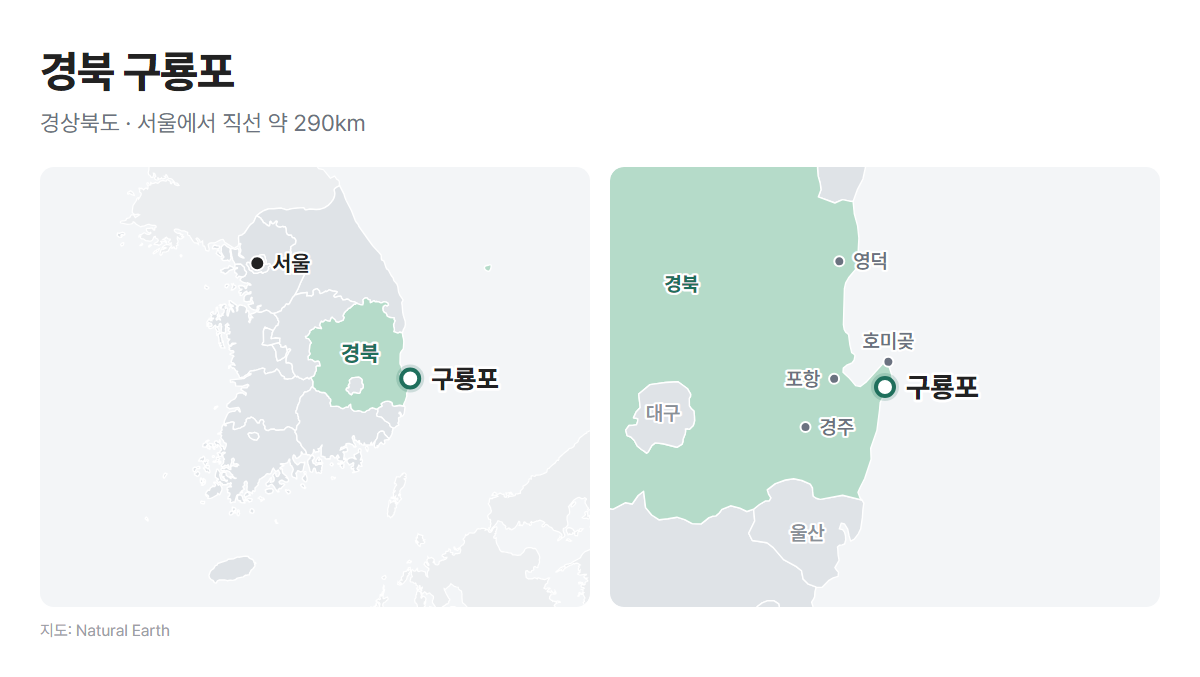 경북 구룡포
경상북도 · 서울에서 직선 약 290km
서울
경북
구룡포
영덕
경북
호미곶
포항
구룡포
대구
경주
울산
지도: Natural Earth